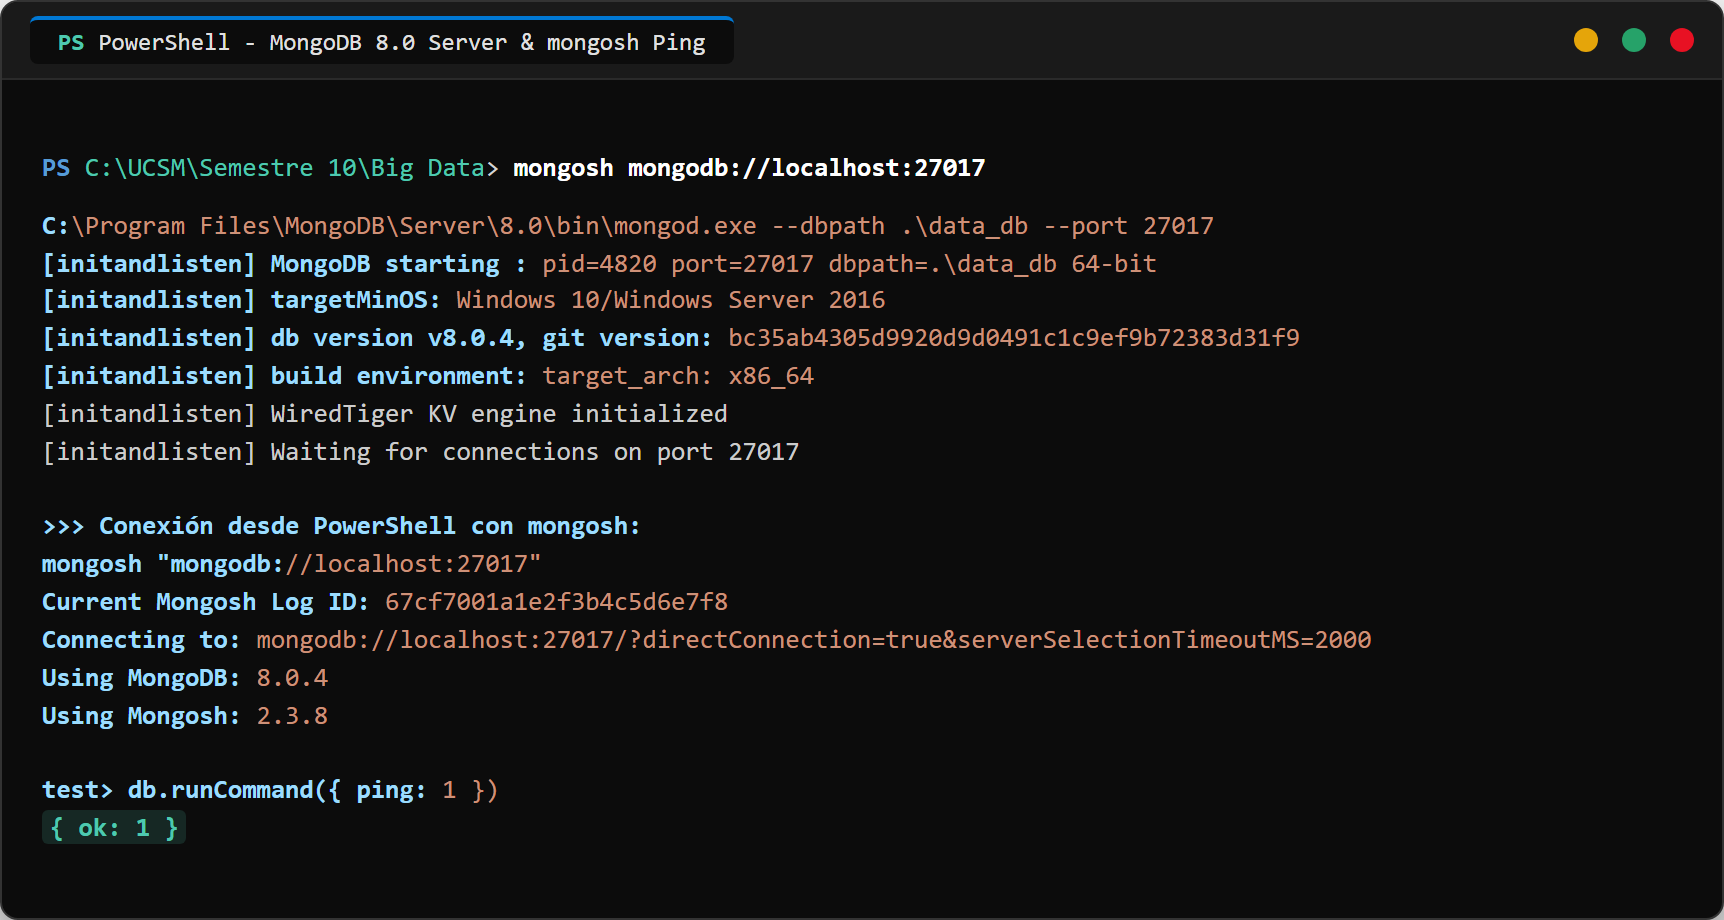 PS PowerShell - MongoDB 8.0 Server & mongosh Ping
PS C:\UCSM\Semestre 10\Big Data> mongosh mongodb://localhost:27017
C:\Program Files\MongoDB\Server\8.0\bin\mongod.exe --dbpath .\data_db --port 27017
[initandlisten] MongoDB starting : pid=4820 port=27017 dbpath=.\data_db 64-bit
[initandlisten] targetMinOS: Windows 10/Windows Server 2016
[initandlisten] db version v8.0.4, git version: bc35ab4305d9920d9d0491c1c9ef9b72383d31f9
[initandlisten] build environment: target_arch: x86_64
[initandlisten] WiredTiger KV engine initialized
[initandlisten] Waiting for connections on port 27017
>>> Conexión desde PowerShell con mongosh:
mongosh "mongodb://localhost:27017"
Current Mongosh Log ID: 67cf7001a1e2f3b4c5d6e7f8
Connecting to: mongodb://localhost:27017/?directConnection=true&serverSelectionTimeoutMS=2000
Using MongoDB: 8.0.4
Using Mongosh: 2.3.8
test> db.runCommand({ ping: 1 })
{ ok: 1 }